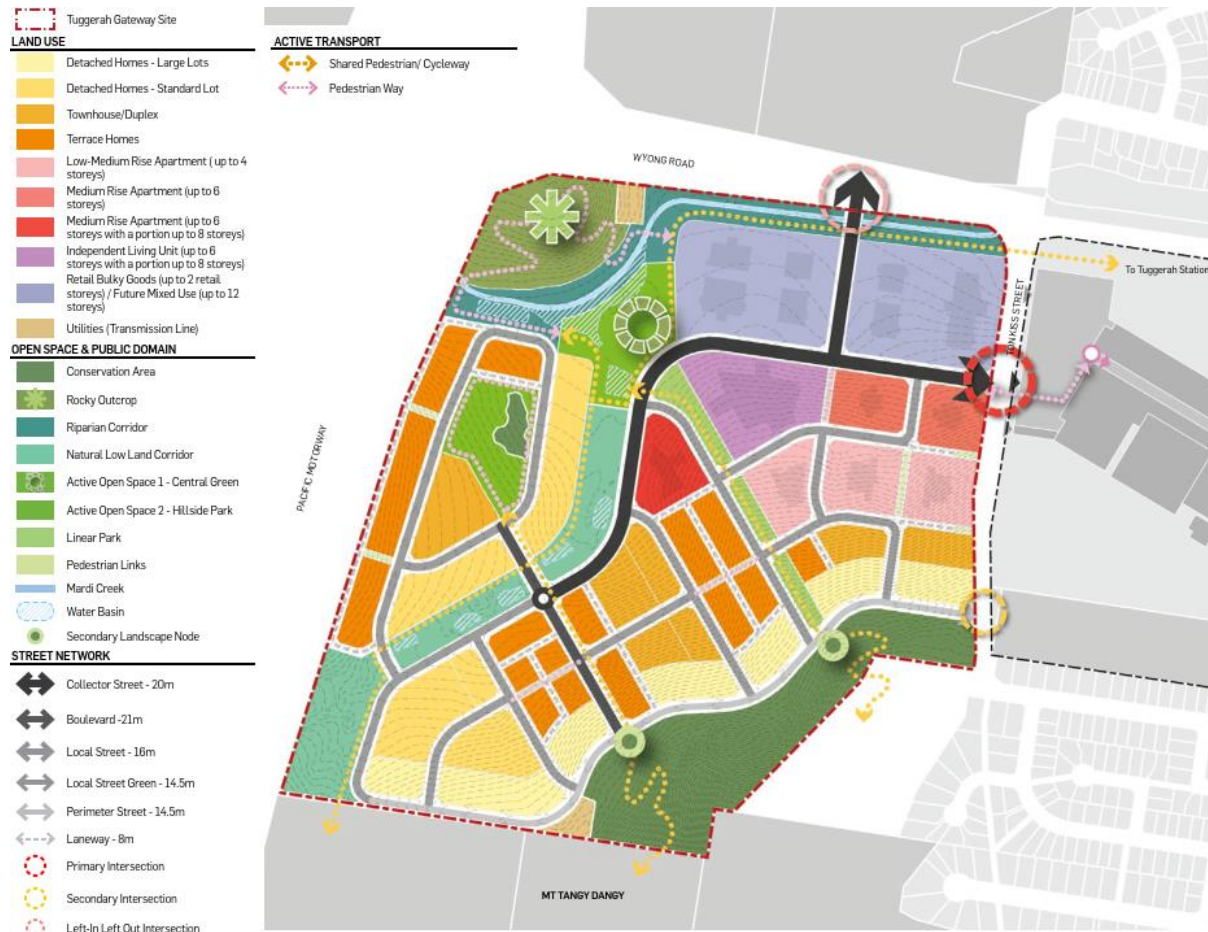 Tuggerah Gateway Site
LAND USE
Detached Homes - Large Lots
Detached Homes - Standard Lot
Townhouse/Duplex
Terrace Homes
Low-Medium Rise Apartment ( up to 4
storeys)
Medium Rise Apartment (up to 6
storeys)
Medium Rise Apartment (up to 6
storeys with a portion up to 8 storeys)
Independent Living Unit (up to 6
storeys with a portion up to 8 storeys)
Retail Bulky Goods (up to 2 retail
storeys) / Future Mixed Use (up to 12
storeys)
Utilities (Transmission Line)
OPEN SPACE & PUBLIC DOMAIN
Conservation Area
Rocky Outcrop
Riparian Corridor
Natural Low Land Corridor
Active Open Space 1 - Central Green
Active Open Space 2 - Hillside Park
Linear Park
Pedestrian Links
Mardi Creek
Water Basin
Secondary Landscape Node
STREET NETWORK
Collector Street - 20m
Boulevard -21m
Local Street - 16m
Local Street Green - 14.5m
Perimeter Street - 14.5m
Laneway - 8m
Primary Intersection
Secondary Intersection
Left-In Left Out Intersection
ACTIVE TRANSPORT
Shared Pedestrian/ Cycleway
Pedestrian Way
WYONG ROAD
To Tuggerah Station
TONKISS STREET
PACIFIC MOTORWAY
MT TANGY DANGY